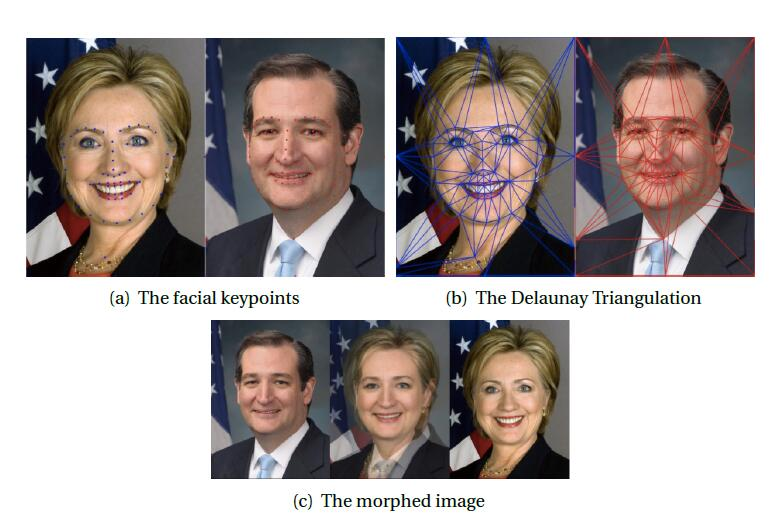 (a) The facial keypoints
(b) The Delaunay Triangulation
(c) The morphed image